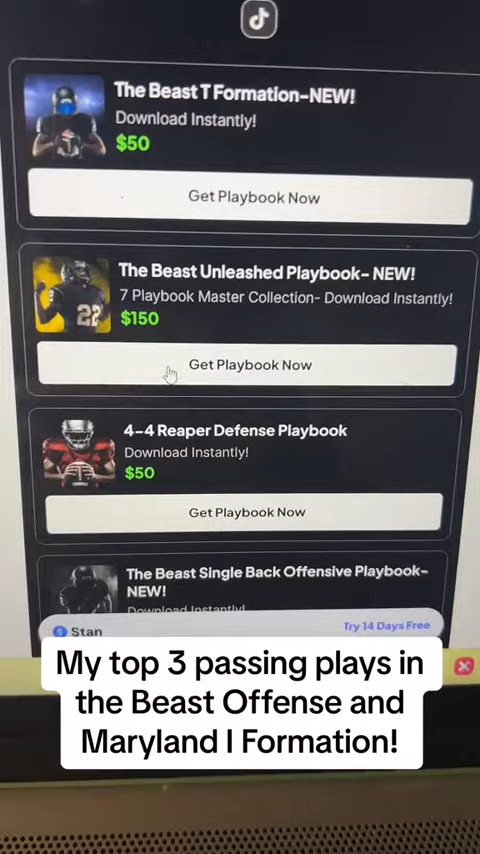 The Beast T Formation-NEW!
Download Instantly!
$50
Get Playbook Now
The Beast Unleashed Playbook- NEW!
7 Playbook Master Collection- Download Instantly!
$150
22
Get Playbook Now
4-4 Reaper Defense Playbook
Download Instantly!
$50
Get Playbook Now
The Beast Single Back Offensive Playbook-
NEW!
Download Instantly!
Stan
Try 14 Days Free
My top 3 passing plays in
the Beast Offense and
Maryland I Formation!